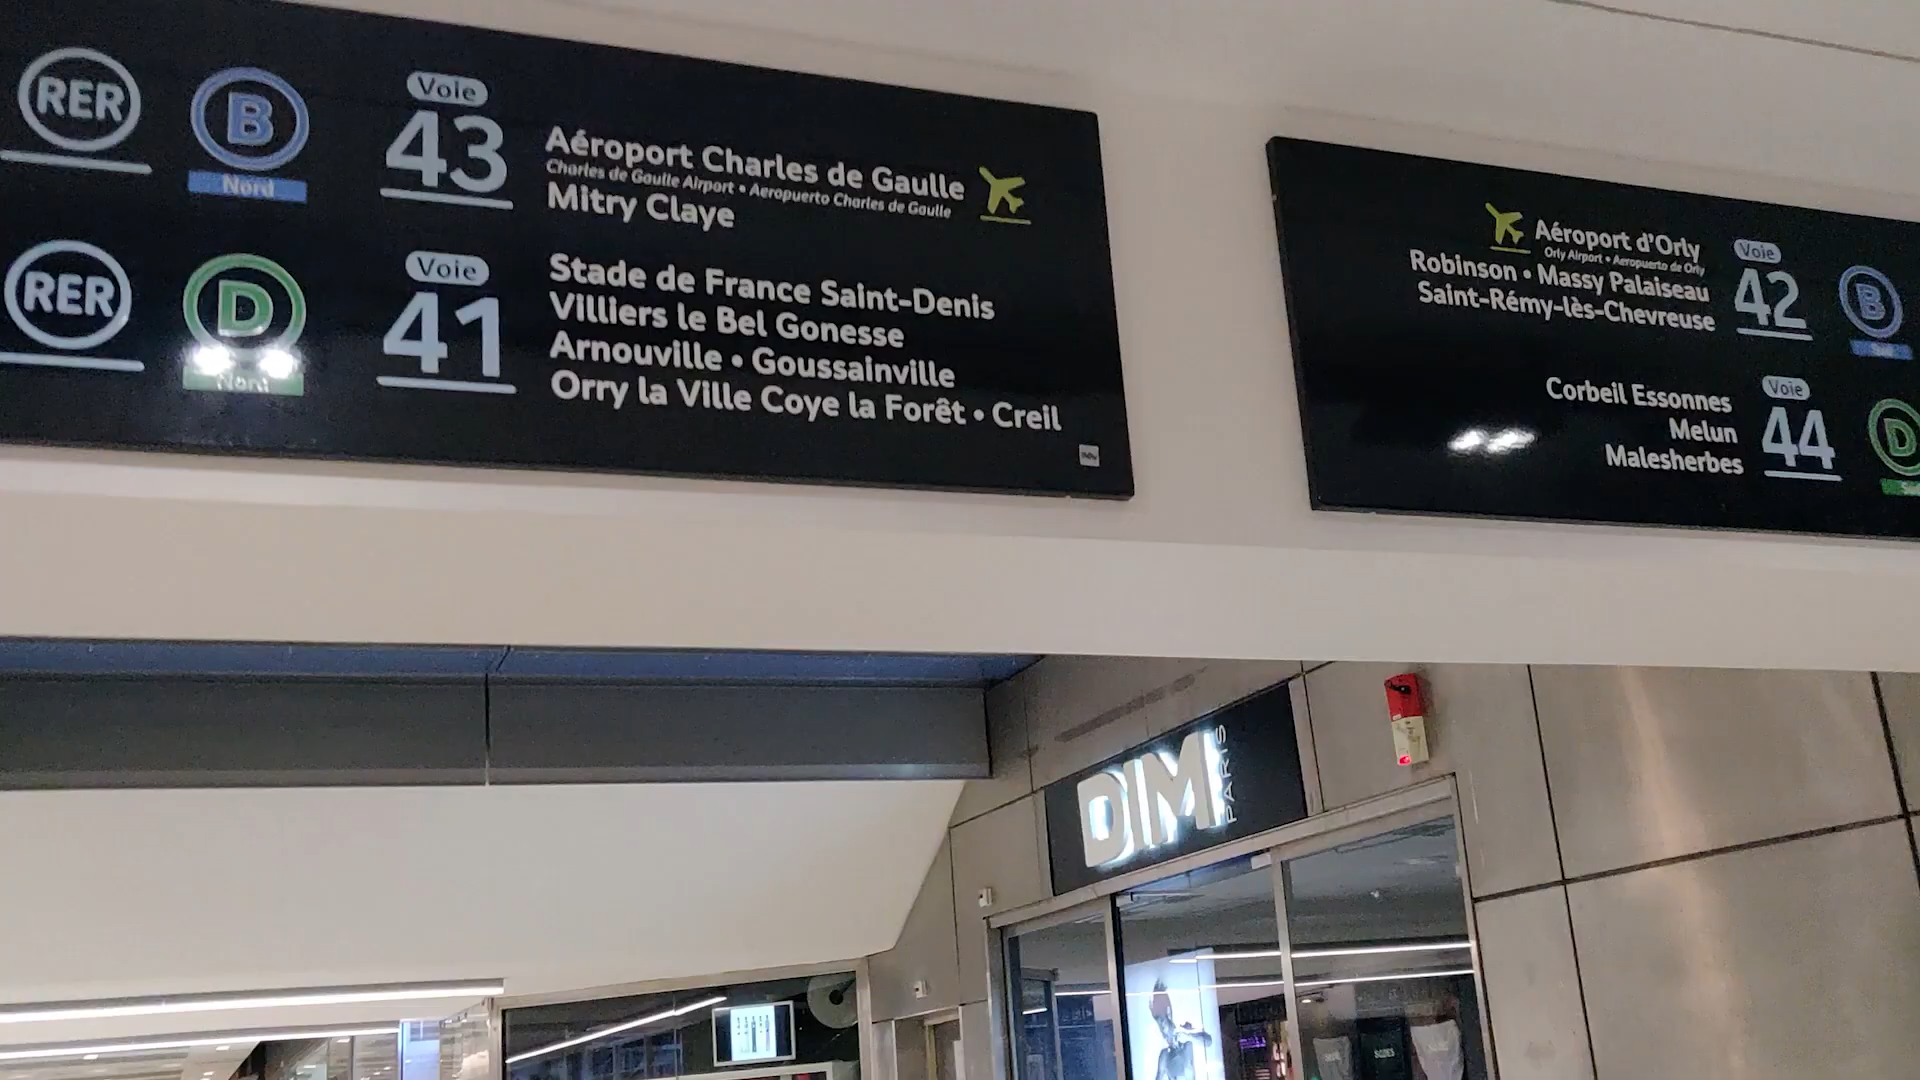 RER B Nord Voie 43
Aéroport Charles de Gaulle
Charles de Gaulle Airport • Aeropuerto Charles de Gaulle
Mitry Claye
RER D Nord Voie 41
Stade de France Saint-Denis
Villiers le Bel Gonesse
Arnouville • Goussainville
Orry la Ville Coye la Forêt • Creil
Aéroport d'Orly
Orly Airport • Aeropuerto de Orly
Robinson • Massy Palaiseau
Saint-Rémy-lès-Chevreuse
Voie 42 B
Corbeil Essonnes
Melun
Malesherbes
Voie 44 D
DIM PARIS